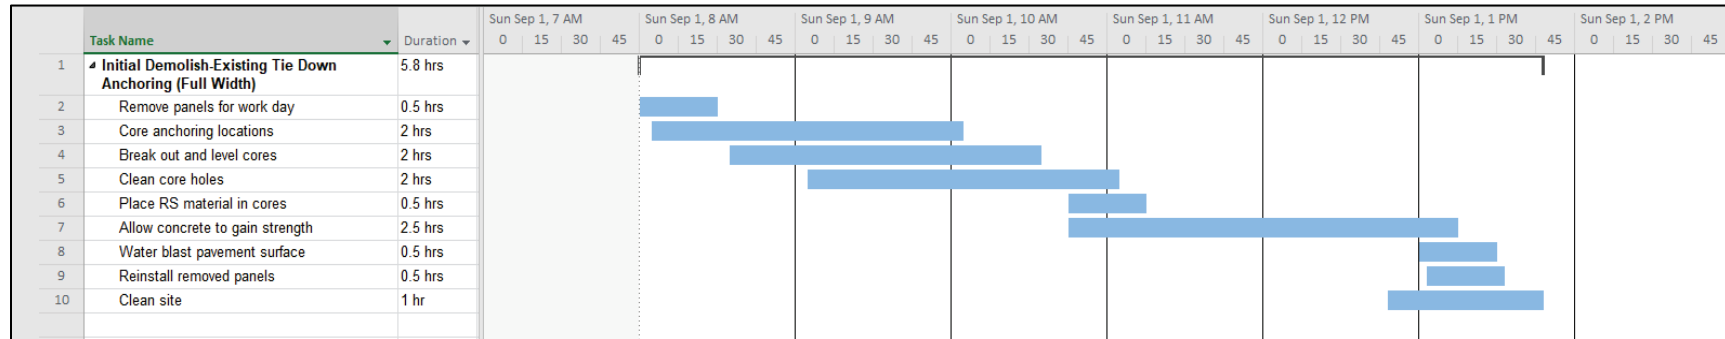 Sun Sep 1, 7 AM Sun Sep 1, 8 AM Sun Sep 1, 9 AM Sun Sep 1, 10 AM Sun Sep 1, 11 AM Sun Sep 1, 12 PM Sun Sep 1, 1 PM Sun Sep 1, 2 PM
Task Name Duration 0 15 30 45 0 15 30 45 0 15 30 45 0 15 30 45 0 15 30 45 0 15 30 45 0 15 30 45 0 15 30 45
1 Initial Demolish-Existing Tie Down 5.8 hrs
Anchoring (Full Width)
2 Remove panels for work day 0.5 hrs
3 Core anchoring locations 2 hrs
4 Break out and level cores 2 hrs
5 Clean core holes 2 hrs
6 Place RS material in cores 0.5 hrs
7 Allow concrete to gain strength 2.5 hrs
8 Water blast pavement surface 0.5 hrs
9 Reinstall removed panels 0.5 hrs
10 Clean site 1 hr